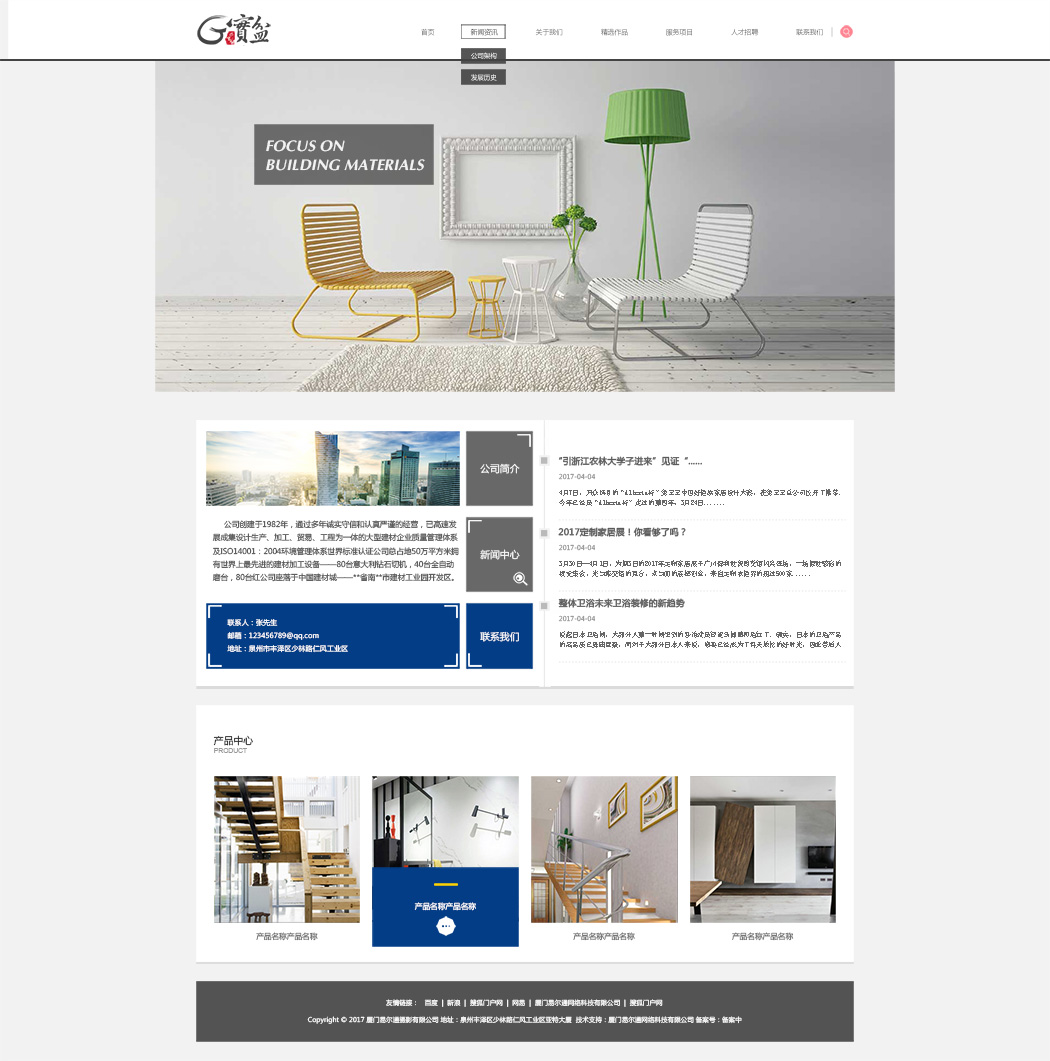 G寶盆
首页 新闻资讯 关于我们 精选作品 服务项目 人才招聘 联系我们
公司架构
发展历史
FOCUS ON
BUILDING MATERIALS
公司简介
公司创建于1982年，通过多年诚实守信和认真严谨的经营，已高速发
展成集设计生产、加工、贸易、工程为一体的大型建材企业质量管理体系
及ISO14001：2004环境管理体系世界标准认证公司总占地50万平方米拥
有世界上最先进的建材加工设备——80台意大利钻石切机，40台全自动
磨台，80台红公司座落于中国建材城——**省南**市建材工业园开发区。
新闻中心
联系人：张先生
邮箱：123456789@qq.com
地址：泉州市丰泽区少林路仁风工业区
联系我们
“引浙江农林大学子进来”见证 “......
2017-04-04
2017定制家居展！你看够了吗？
2017-04-04
整体卫浴未来卫浴装修的新趋势
2017-04-04
产品中心
PRODUCT
产品名称产品名称
产品名称产品名称
产品名称产品名称
产品名称产品名称
友情链接： 百度 | 新浪 | 搜狐门户网 | 网易 | 厦门易尔通网络科技有限公司 | 搜狐门户网
Copyright © 2017 厦门易尔通摄影有限公司 地址：泉州丰泽区少林路仁风工业区亚特大厦 技术支持：厦门易尔通网络科技有限公司 备案号：备案中